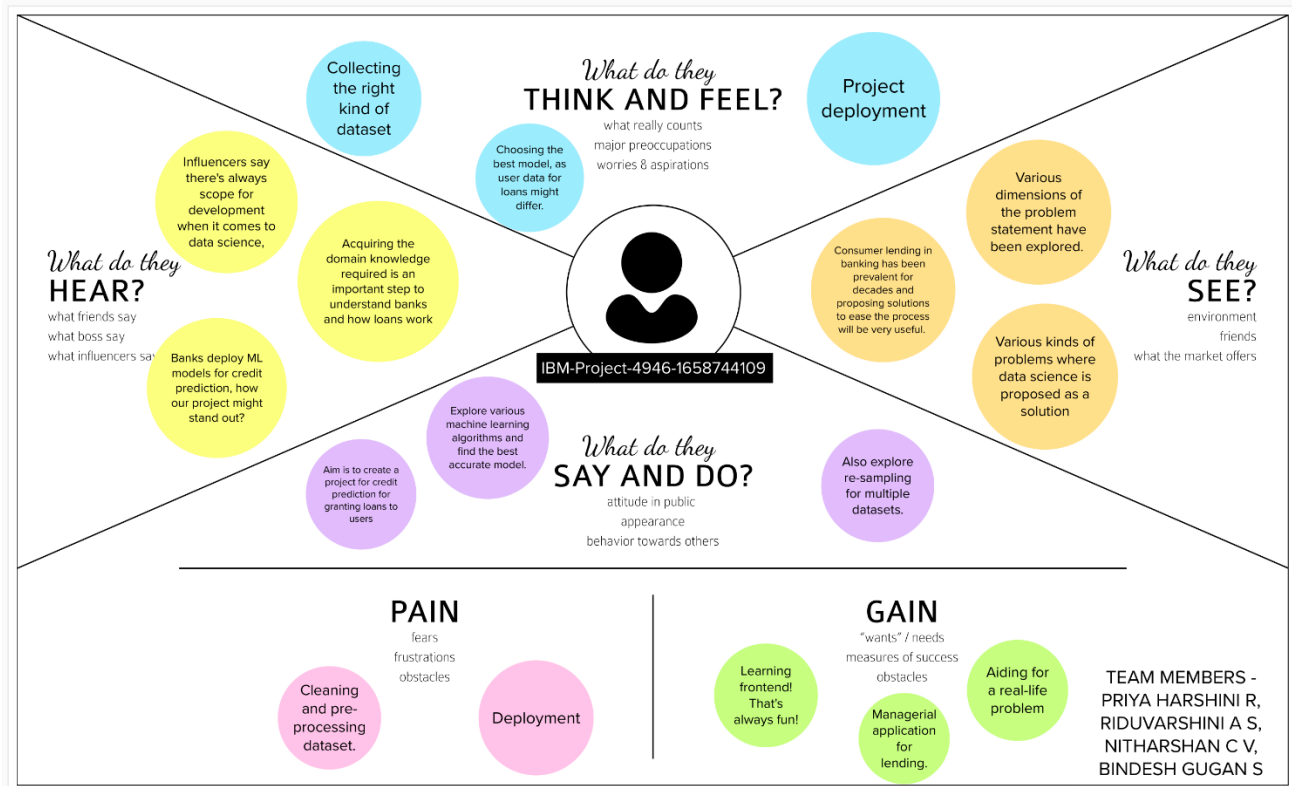 What do they
THINK AND FEEL?
what really counts
major preoccupations
worries & aspirations
Collecting
the right
kind of
dataset
Choosing the
best model, as
user data for
loans might
differ.
Project
deployment
What do they
HEAR?
what friends say
what boss say
what influencers say
Influencers say
there's always
scope for
development
when it comes to
data science,
Acquiring the
domain knowledge
required is an
important step to
understand banks
and how loans work
Banks deploy ML
models for credit
prediction, how
our project might
stand out?
What do they
SEE?
environment
friends
what the market offers
Various
dimensions of
the problem
statement have
been explored.
Consumer lending in
banking has been
prevalent for
decades and
proposing solutions
to ease the process
will be very useful.
Various kinds of
problems where
data science is
proposed as a
solution
IBM-Project-4946-1658744109
What do they
SAY AND DO?
attitude in public
appearance
behavior towards others
Explore various
machine learning
algorithms and
find the best
accurate model.
Aim is to create a
project for credit
prediction for
granting loans to
users
Also explore
re-sampling
for multiple
datasets.
PAIN
fears
frustrations
obstacles
Cleaning
and pre-
processing
dataset.
Deployment
GAIN
"wants" / needs
measures of success
obstacles
Learning
frontend!
That's
always fun!
Managerial
application
for
lending.
Aiding for
a real-life
problem
TEAM MEMBERS -
PRIYA HARSHINI R,
RIDUVARSHINI A S,
NITHARSHAN C V,
BINDESH GUGAN S